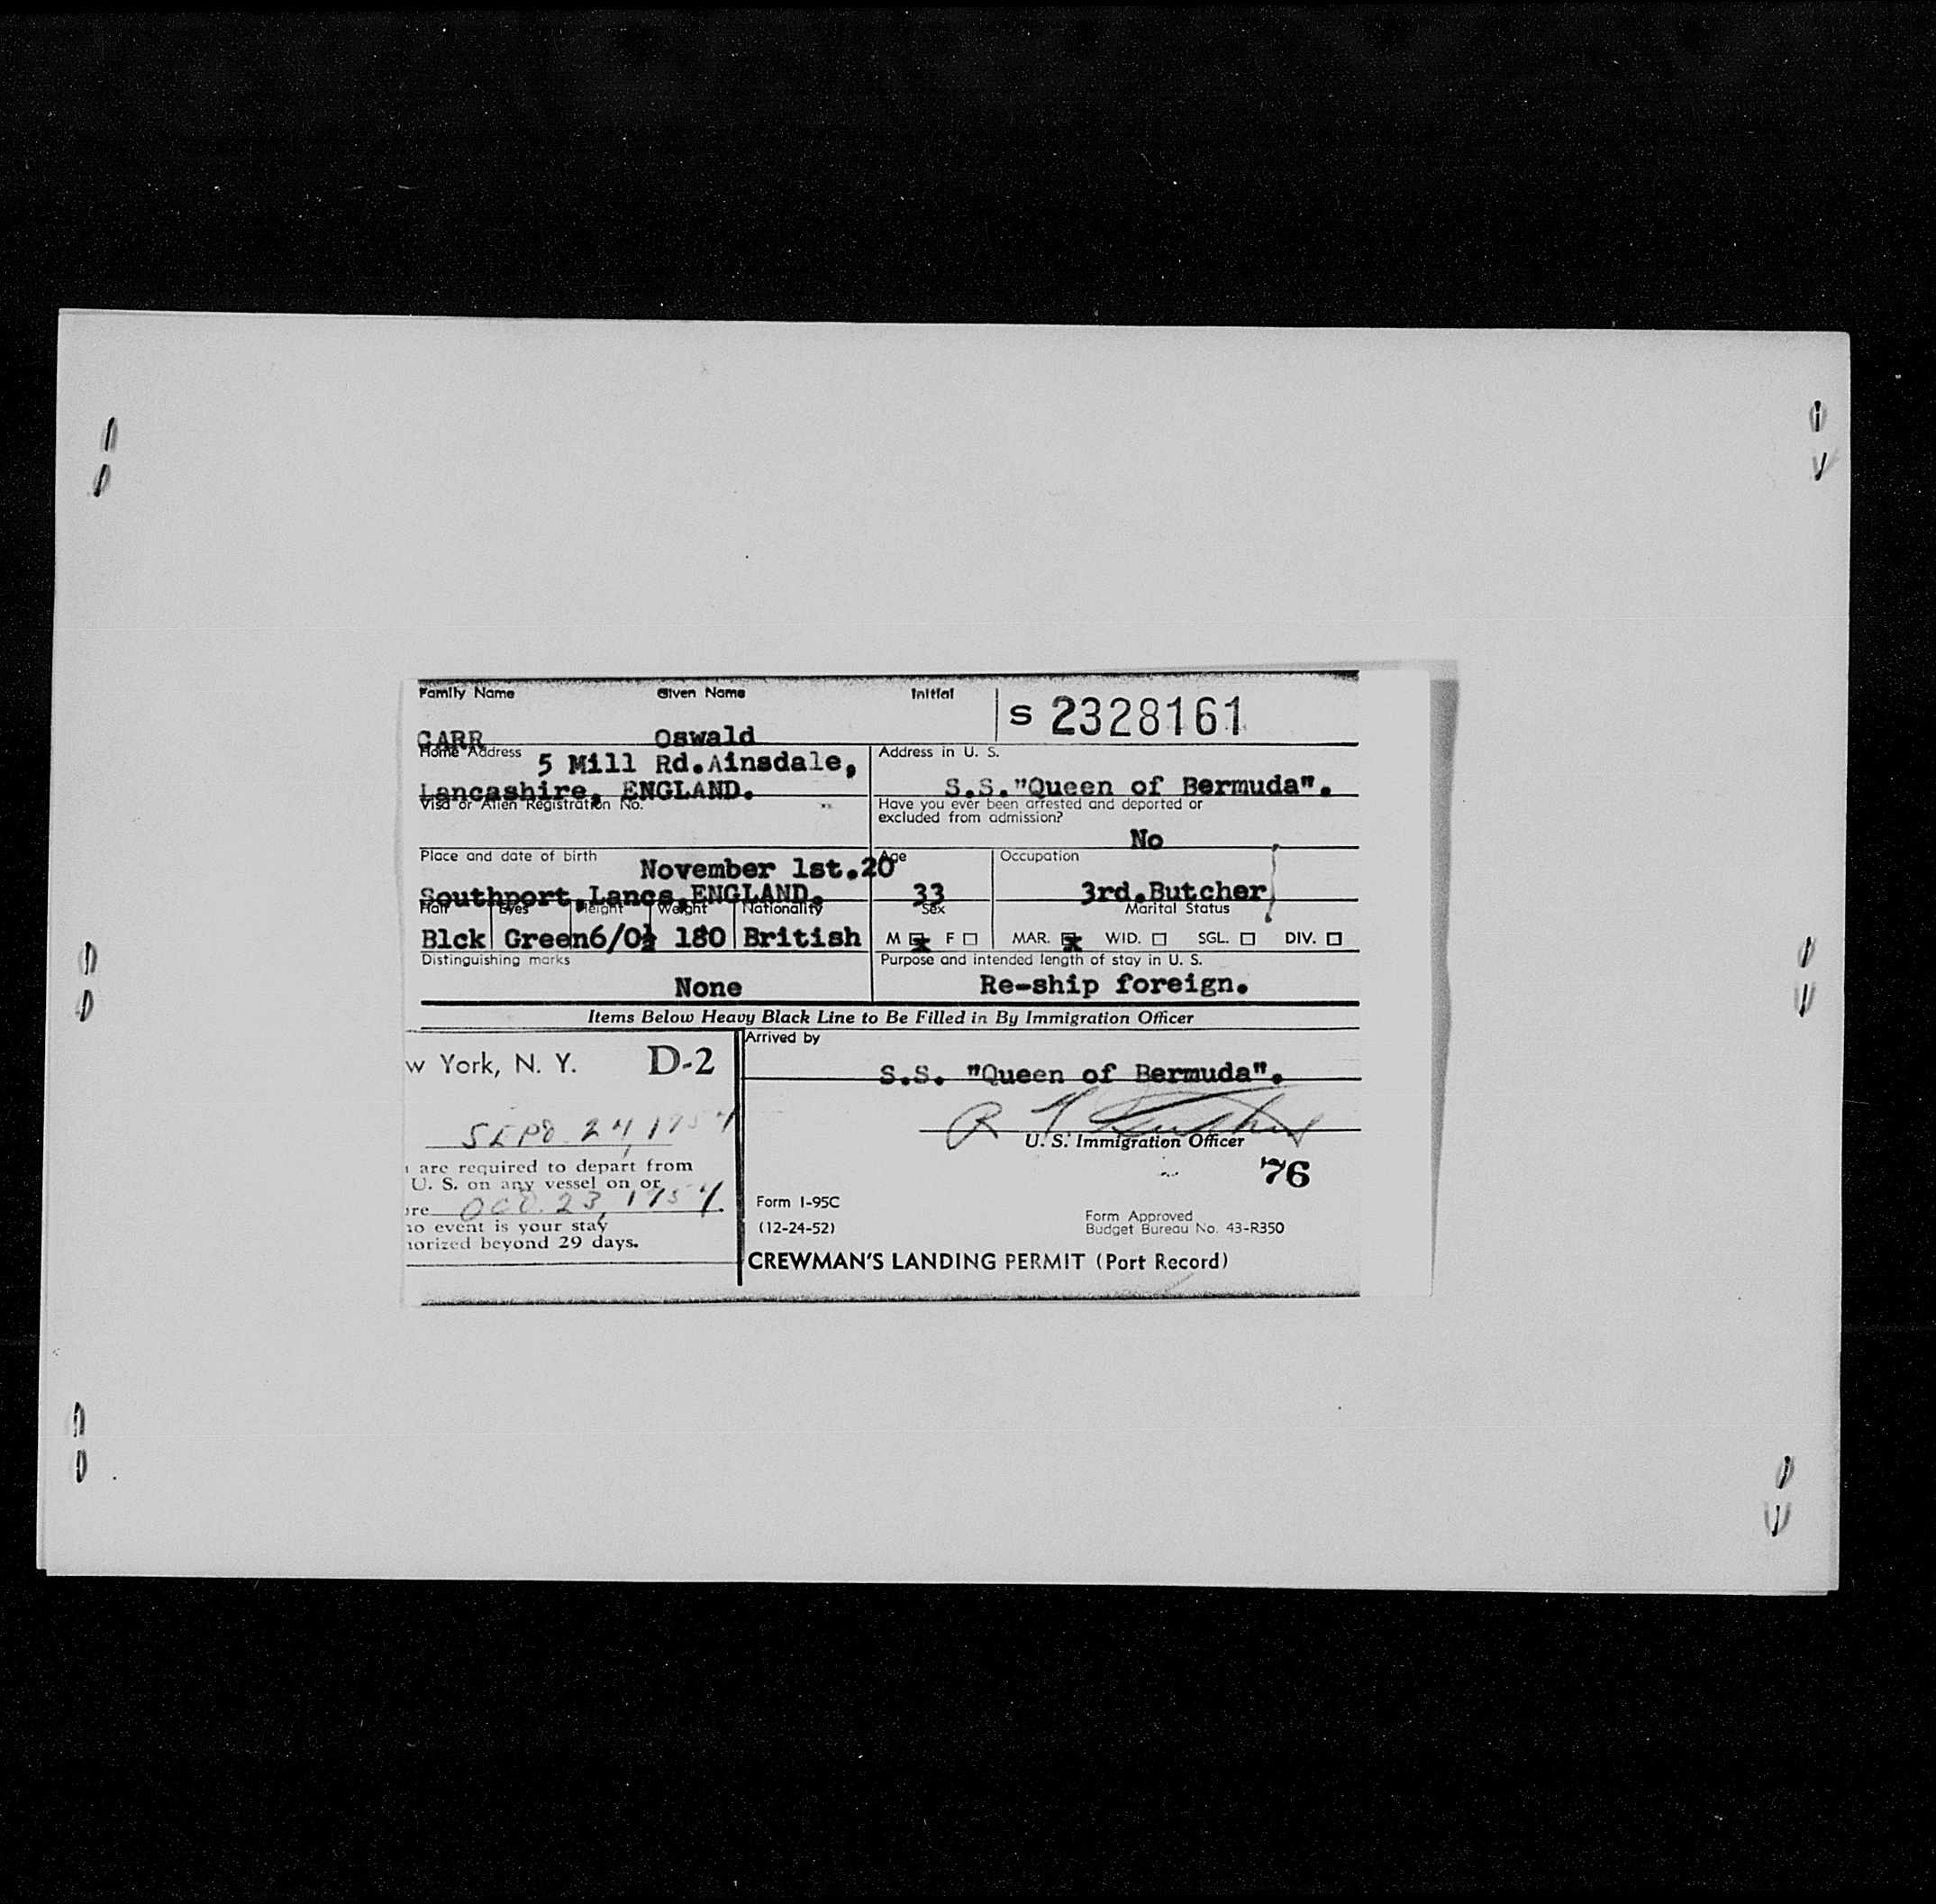 Family Name Given Name Initial S 2328161
CARR Oswald
Home Address 5 Mill Rd.Ainsdale,
Lancashire, ENGLAND.
Address in U. S.
S.S."Queen of Bermuda".
Visa or Alien Registration No.
Have you ever been arrested and deported or
excluded from admission?
No
Place and date of birth November 1st.20
Southport,Lancs,ENGLAND.
Age
33
Occupation
3rd.Butcher
Hair Eyes Height Weight Nationality
Blck Green 6/0½ 180 British
Sex
M F
Marital Status
MAR. WID. SGL. DIV.
Distinguishing marks
None
Purpose and intended length of stay in U. S.
Re-ship foreign.
Items Below Heavy Black Line to Be Filled in By Immigration Officer
w York, N. Y. D-2
SEPT. 24, 1954
are required to depart from
U. S. on any vessel on or
ore OCT. 23, 1954.
no event is your stay
horized beyond 29 days.
Arrived by
S.S. "Queen of Bermuda".
U. S. Immigration Officer
76
Form I-95C
(12-24-52)
Form Approved
Budget Bureau No. 43-R350
CREWMAN'S LANDING PERMIT (Port Record)